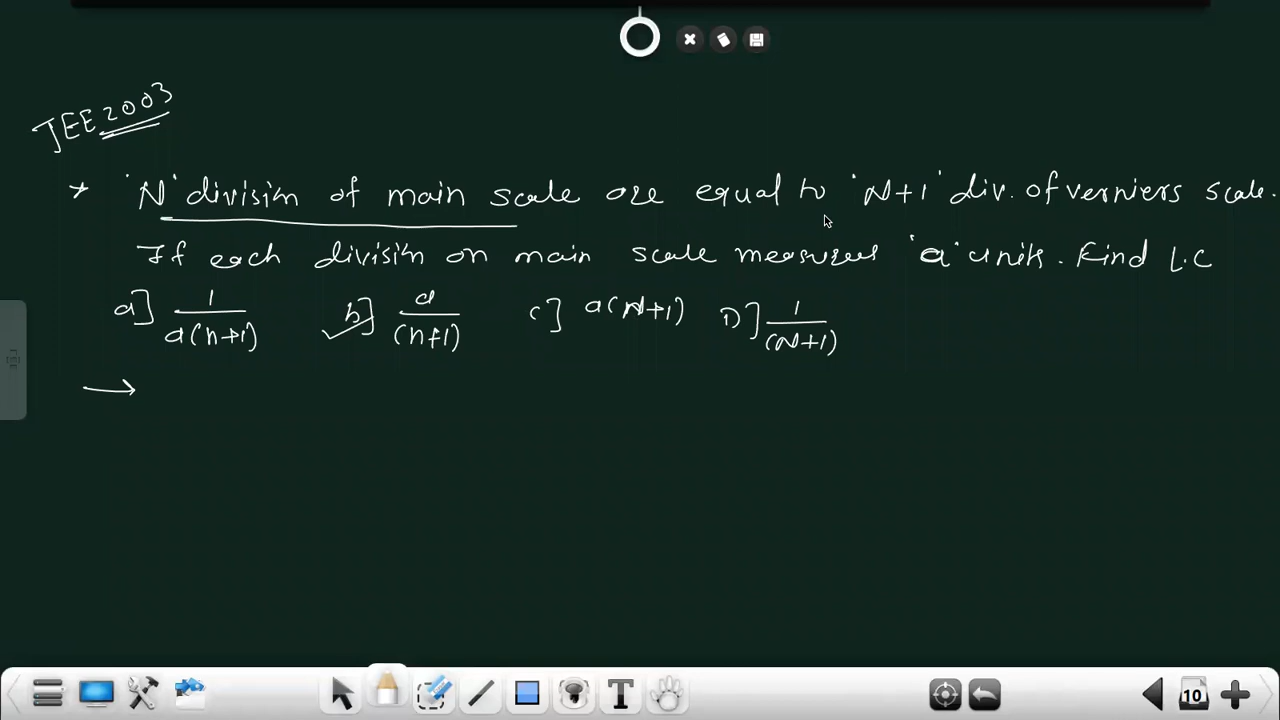 JEE 2003
* 'N' division of main scale are equal to 'N+1' div. of verniers scale.
If each division on main scale measures 'a' units. Find L.C
a] 1/a(n+1) b] a/(n+1) c] a(N+1) D] 1/(N+1)
→
T 10